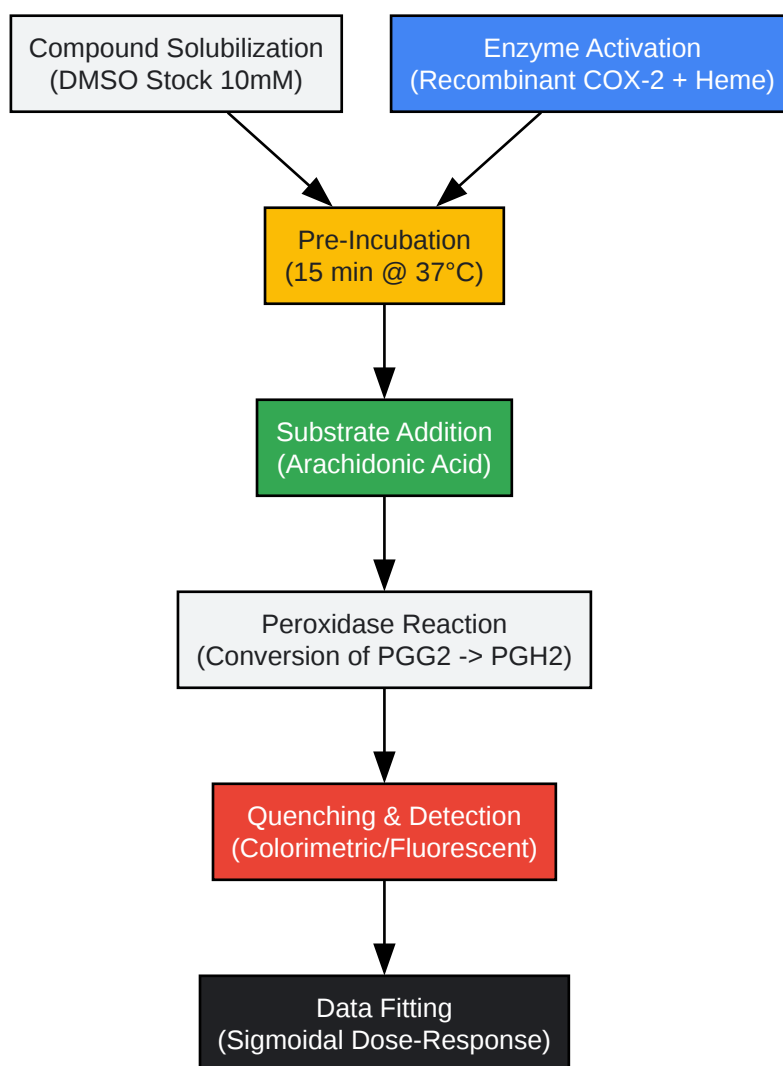 Compound Solubilization
(DMSO Stock 10mM)
Enzyme Activation
(Recombinant COX-2 + Heme)
Pre-Incubation
(15 min @ 37°C)
Substrate Addition
(Arachidonic Acid)
Peroxidase Reaction
(Conversion of PGG2 -> PGH2)
Quenching & Detection
(Colorimetric/Fluorescent)
Data Fitting
(Sigmoidal Dose-Response)